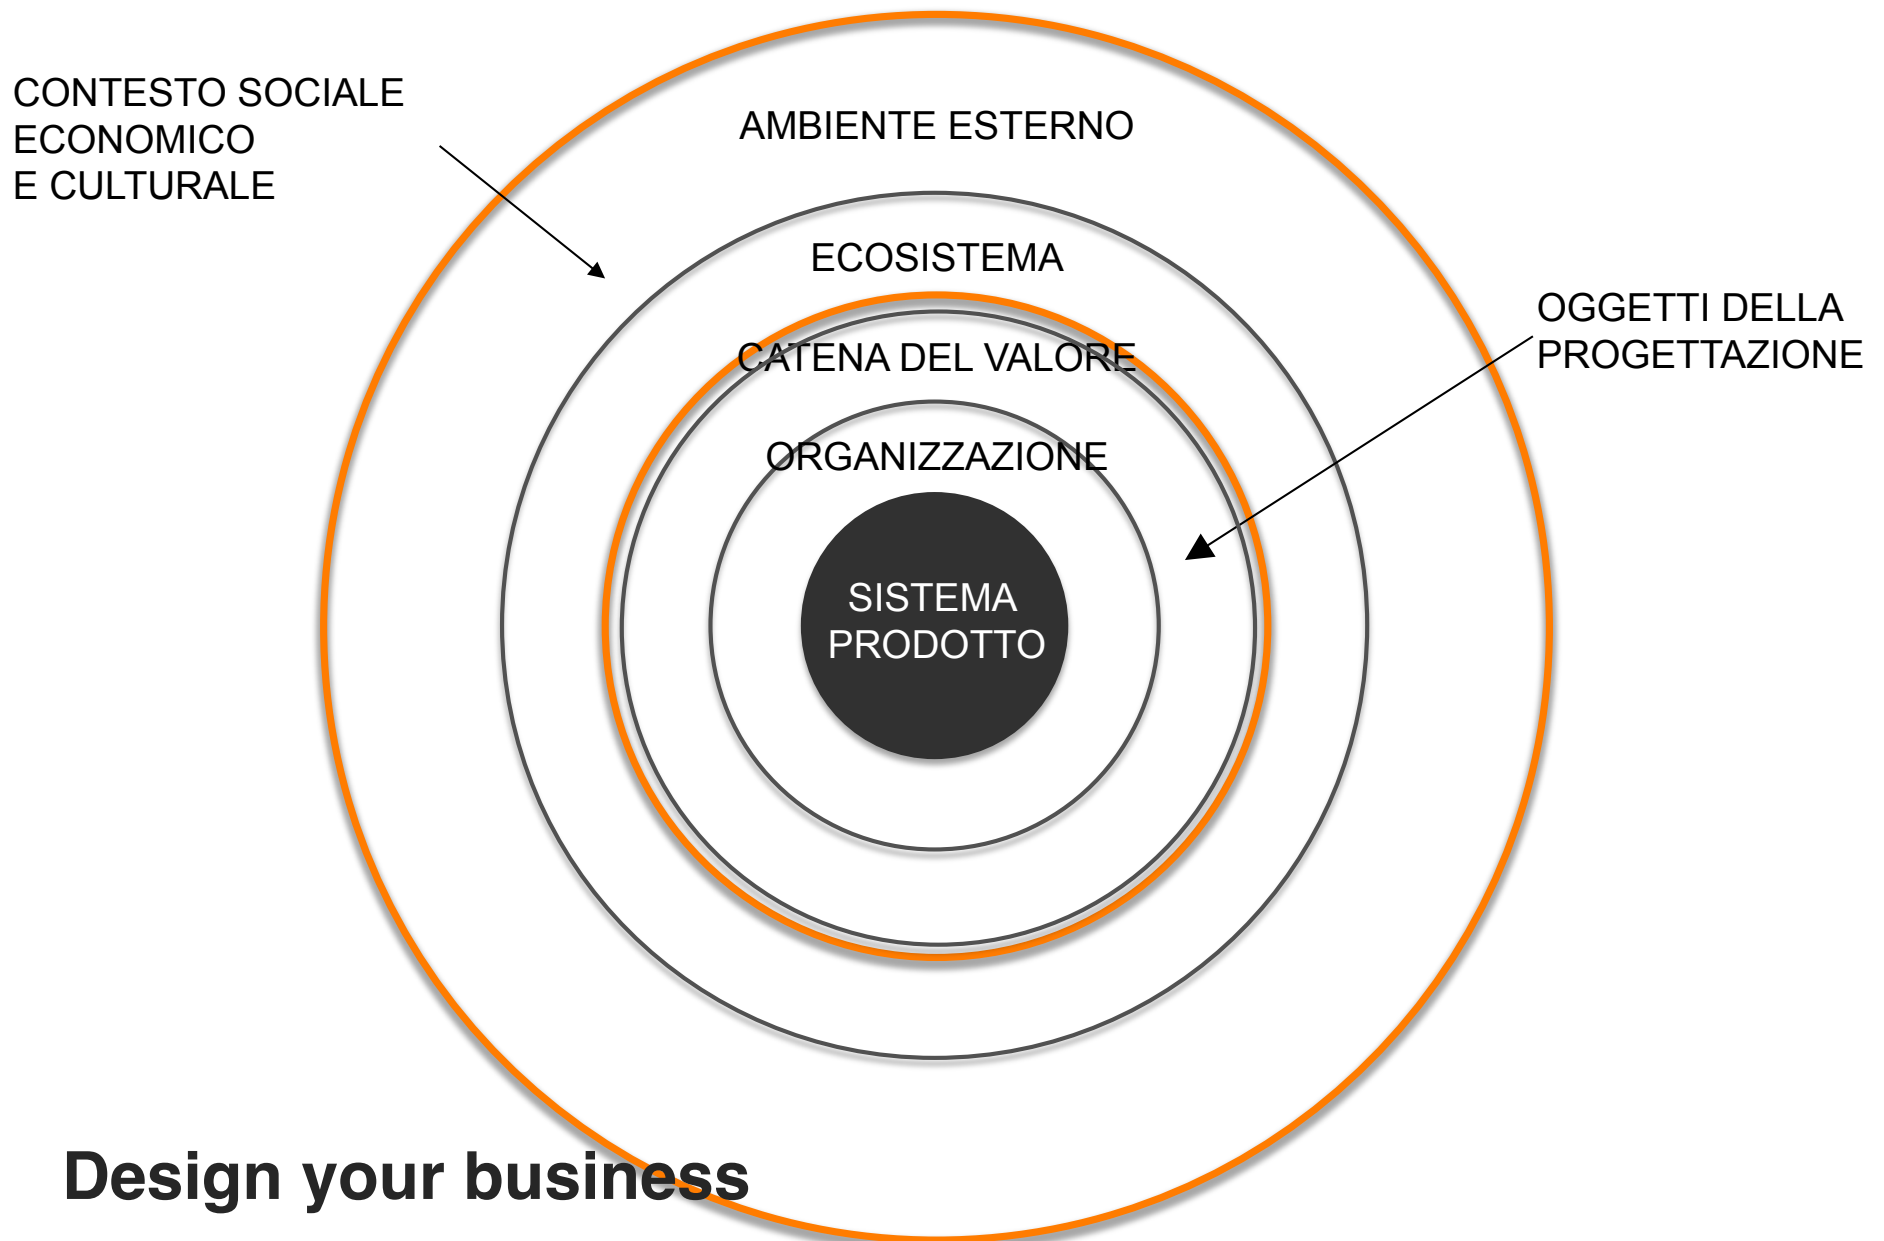 CONTESTO SOCIALE
ECONOMICO
E CULTURALE
AMBIENTE ESTERNO
ECOSISTEMA
OGGETTI DELLA
PROGETTAZIONE
CATENA DEL VALORE
ORGANIZZAZIONE
SISTEMA
PRODOTTO
Design your business